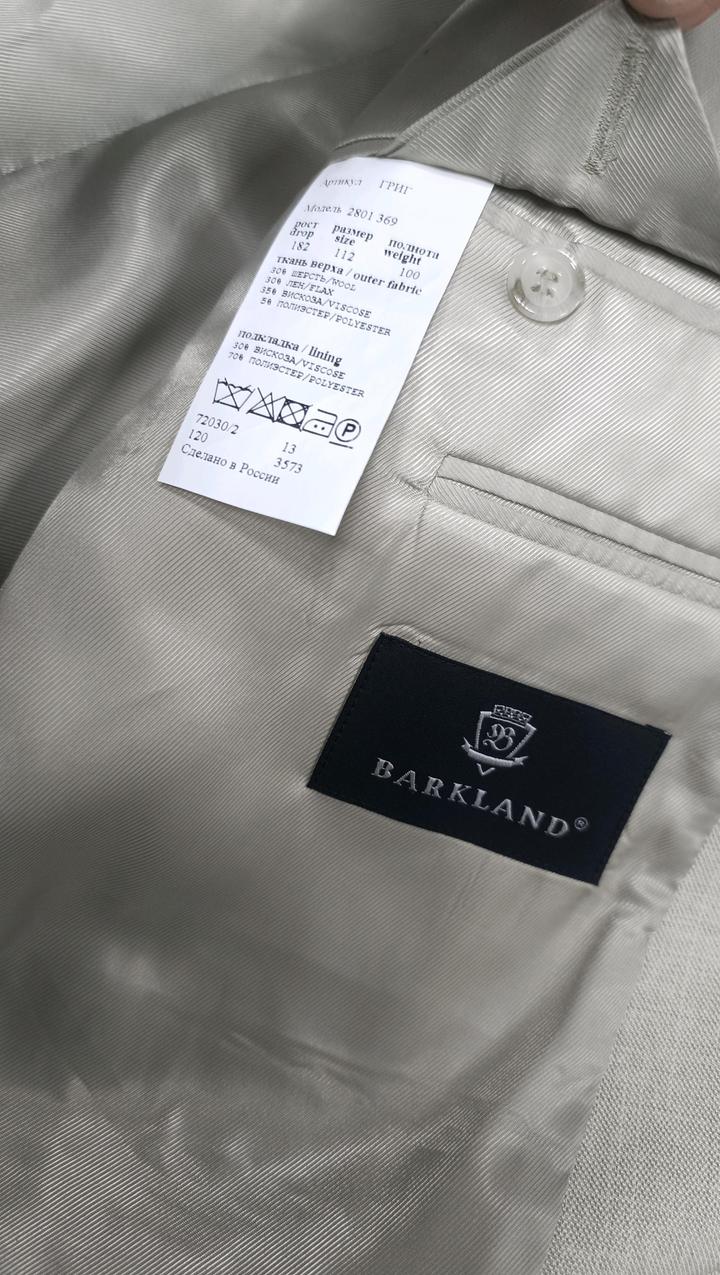 Артикул ГРИГ
Модель 2801 369
рост размер полнота
drop size weight
182 112 100
ткань верха / outer fabric
30% ШЕРСТЬ/WOOL
30% ЛЕН/FLAX
35% ВИСКОЗА/VISCOSE
5% ПОЛИЭСТЕР/POLYESTER
подкладка / lining
30% ВИСКОЗА/VISCOSE
70% ПОЛИЭСТЕР/POLYESTER
P
72030/2 13
120 3573
Сделано в России
B
BARKLAND®